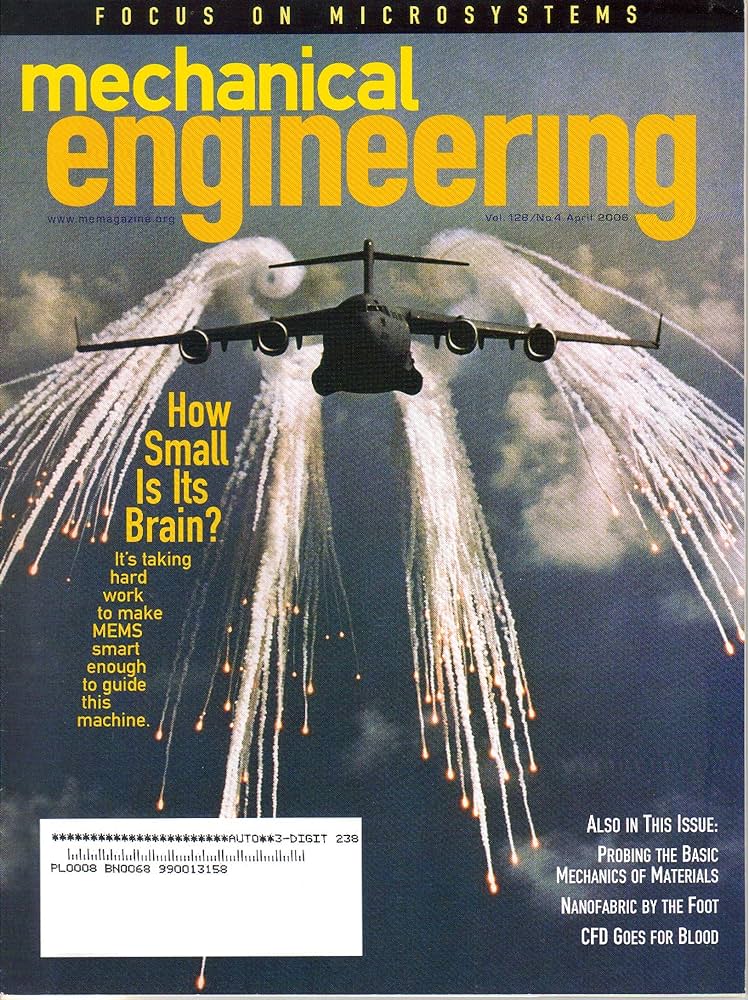 FOCUS ON MICROSYSTEMS
mechanical
engineering
www.memagazine.org
Vol. 128/No.4 April 2006
How
Small
Is Its
Brain?
It's taking
hard
work
to make
MEMS
smart
enough
to guide
this
machine.
ALSO IN THIS ISSUE:
PROBING THE BASIC
MECHANICS OF MATERIALS
NANOFABRIC BY THE FOOT
CFD GOES FOR BLOOD
***********************AUTO**3-DIGIT 238
PL0008 BN0068 990013158